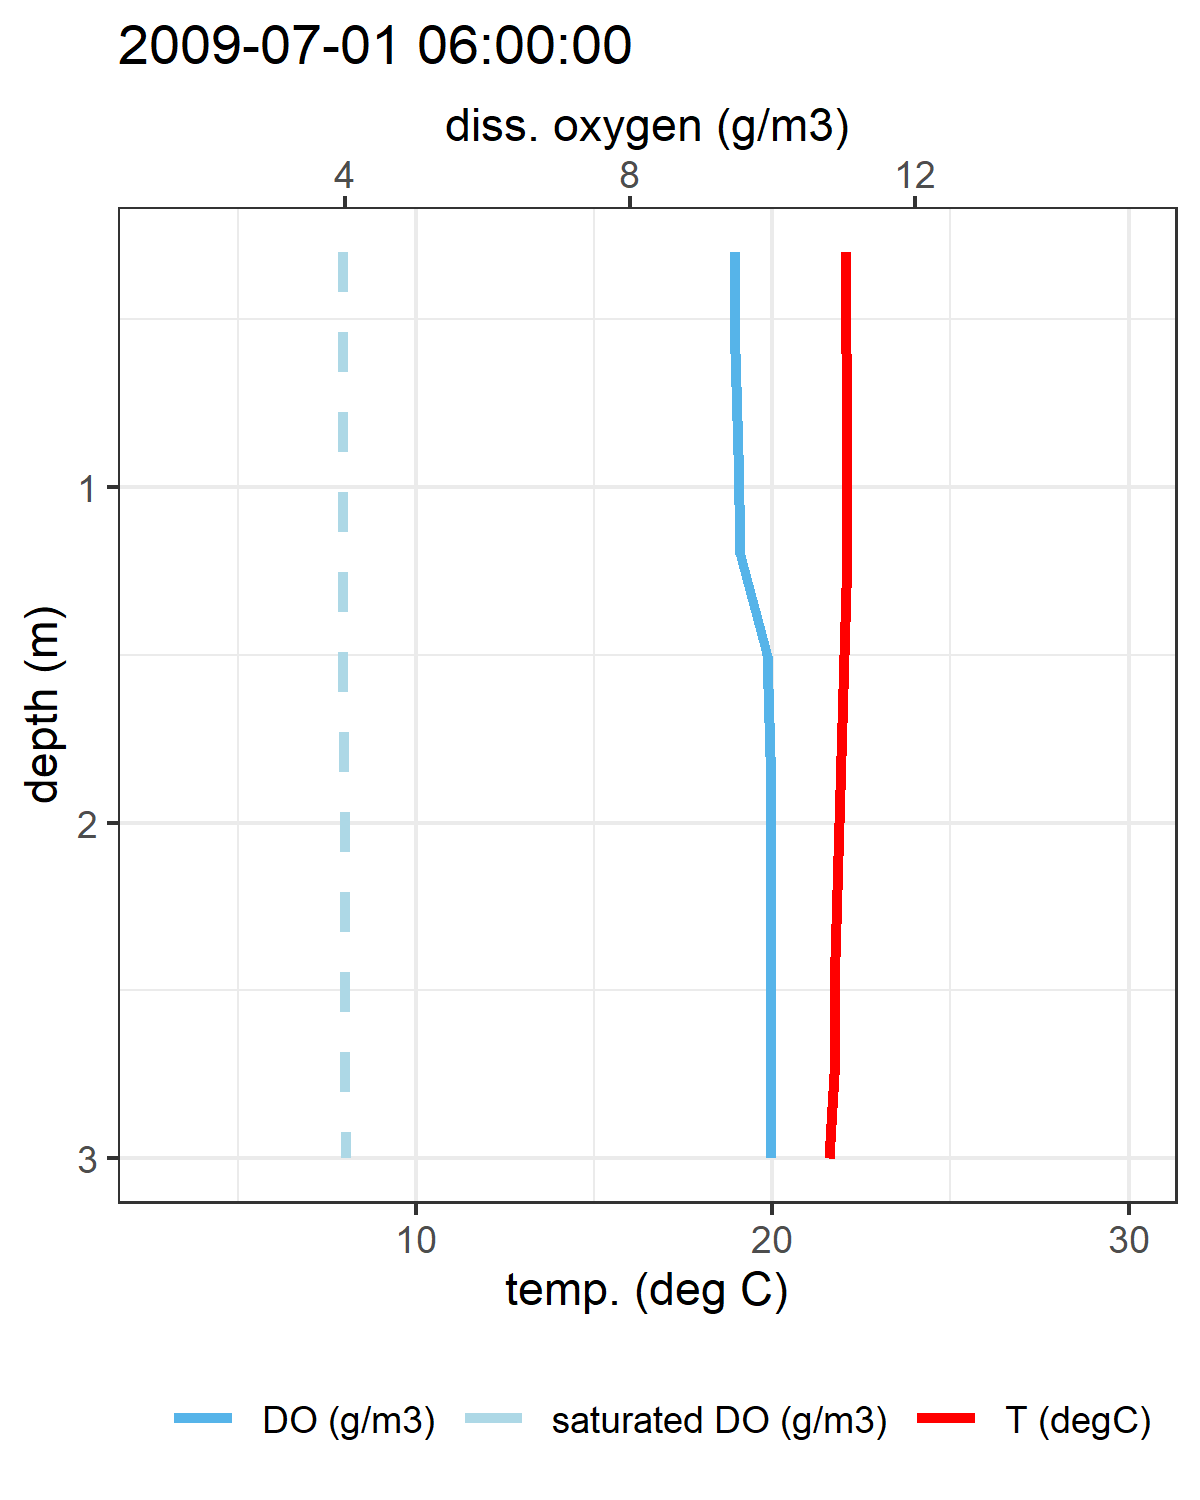 2009-07-01 06:00:00
diss. oxygen (g/m3)
4 8 12
depth (m)
1
2
3
10 20 30
temp. (deg C)
DO (g/m3) saturated DO (g/m3) T (degC)